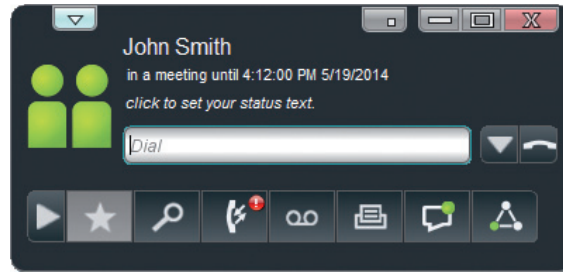 John Smith
in a meeting until 4:12:00 PM 5/19/2014
click to set your status text.
Dial